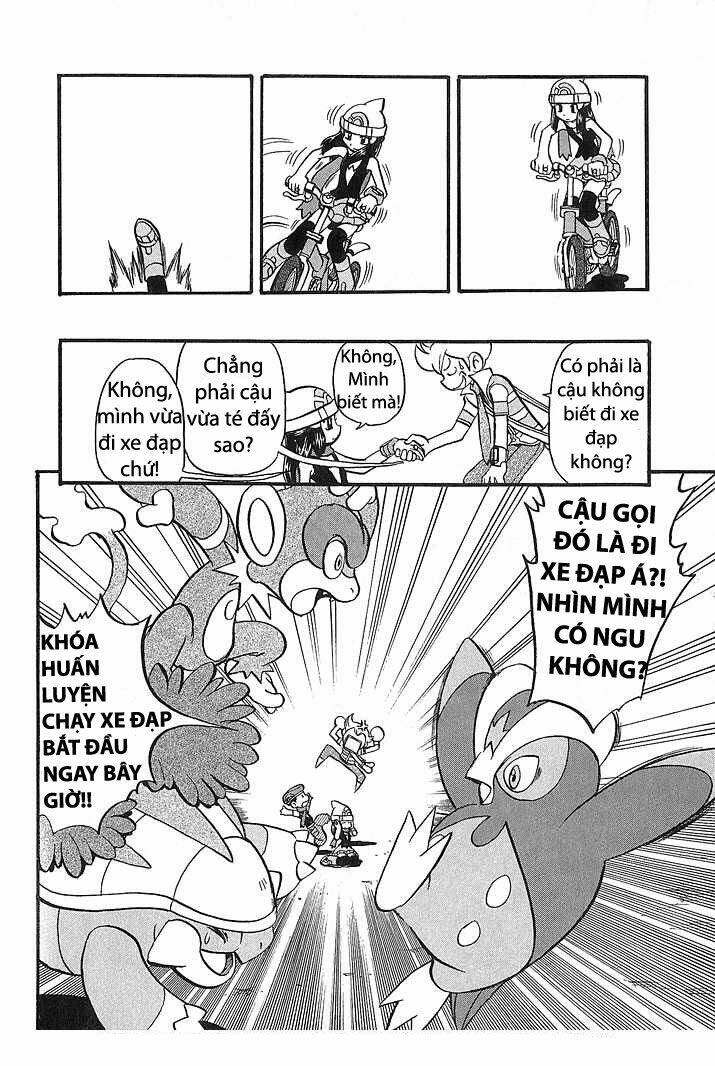 Có phải là
cậu không
biết đi xe
đạp
không?
Không,
Mình
biết mà!
Chẳng
phải cậu
vừa té đấy
sao?
Không,
mình vừa
đi xe đạp
chứ!
CẬU GỌI
ĐÓ LÀ ĐI
XE ĐẠP Á?!
NHÌN MÌNH
CÓ NGU
KHÔNG?
KHÓA
HUẤN
LUYỆN
CHẠY XE ĐẠP
BẮT ĐẦU
NGAY BÂY
GIỜ!!